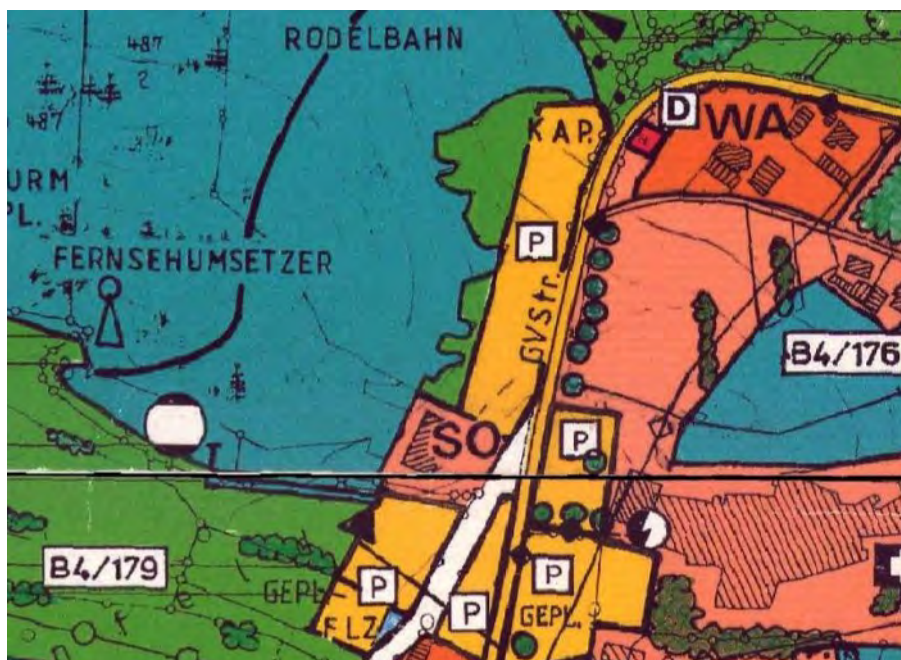 RODELBAHN
487
2
487
D
WA
KAP.
URM
PL.
P
FERNSEHUMSETZER
GVStr.
B4/176
SO
P
B4/179
GEPL
P
P
P
GEPL.
FLZ